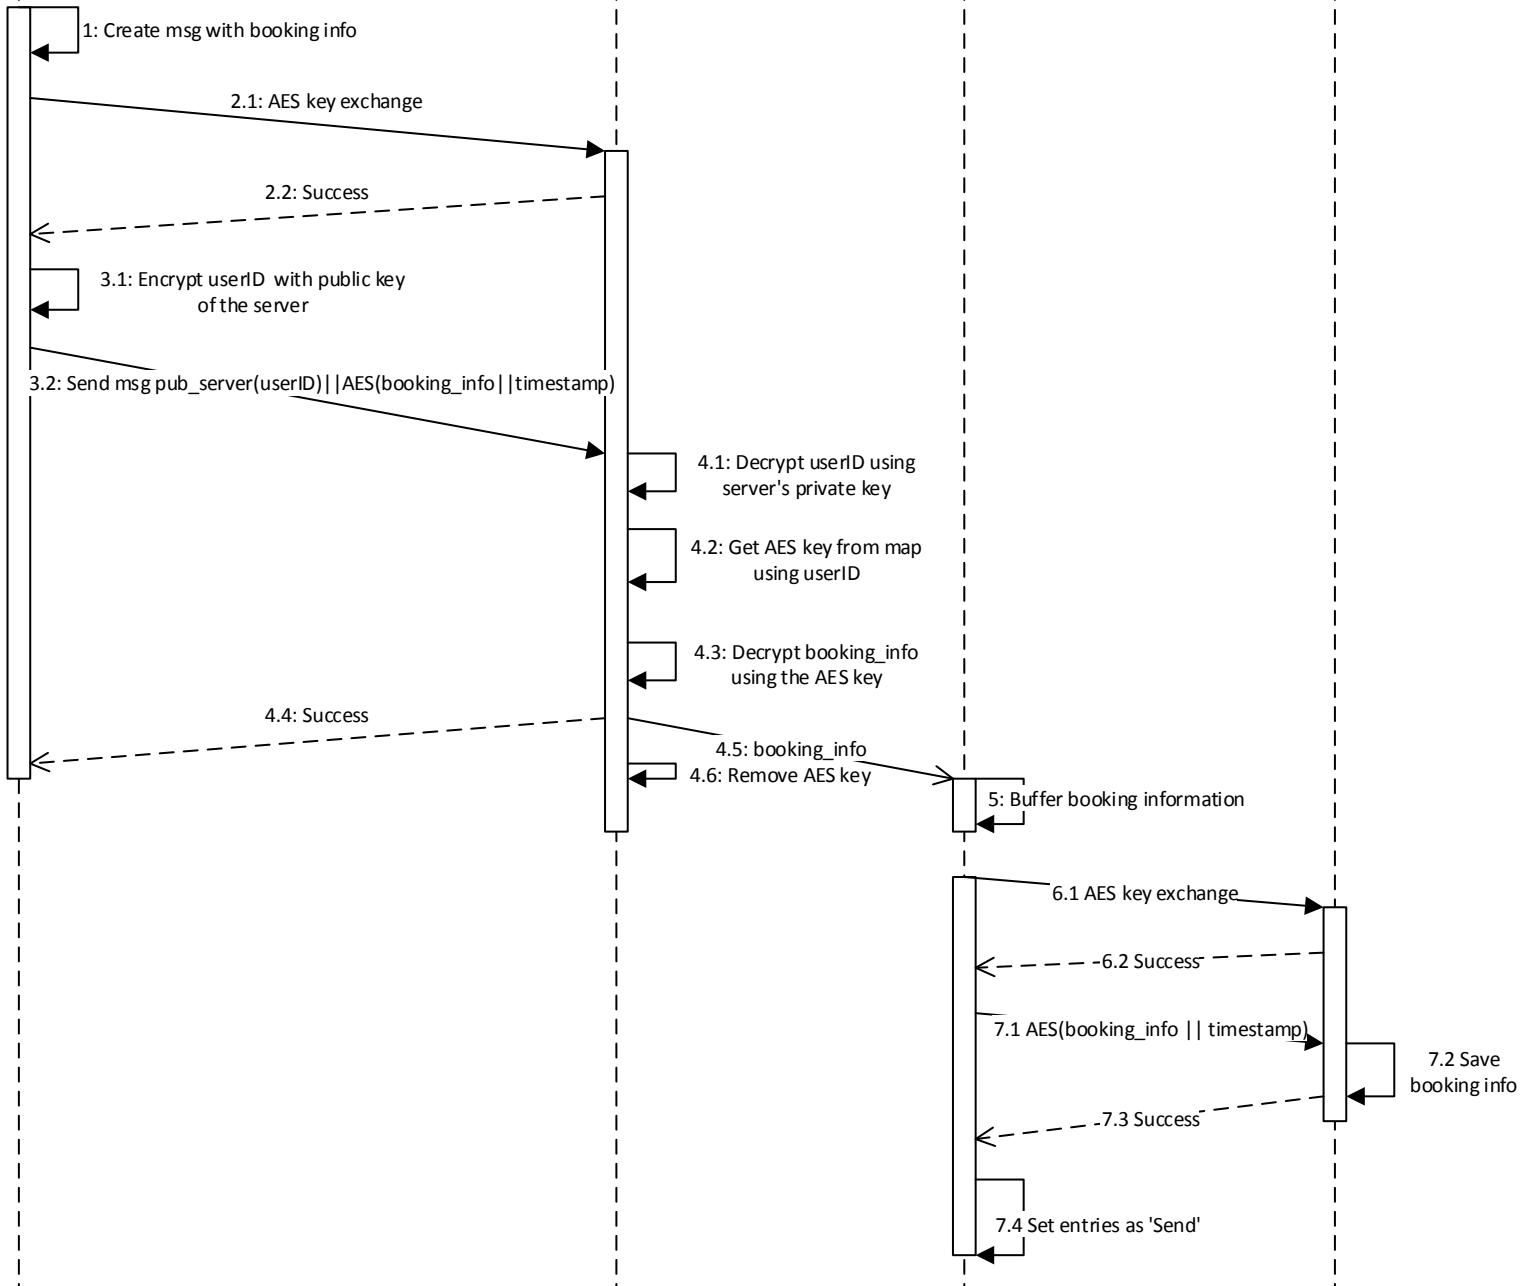 1: Create msg with booking info
2.1: AES key exchange
2.2: Success
3.1: Encrypt userID with public key
of the server
3.2: Send msg pub_server(userID)||AES(booking_info||timestamp)
4.1: Decrypt userID using
server's private key
4.2: Get AES key from map
using userID
4.3: Decrypt booking_info
using the AES key
4.4: Success
4.5: booking_info
4.6: Remove AES key
5: Buffer booking information
6.1 AES key exchange
6.2 Success
7.1 AES(booking_info || timestamp)
7.2 Save
booking info
7.3 Success
7.4 Set entries as 'Send'